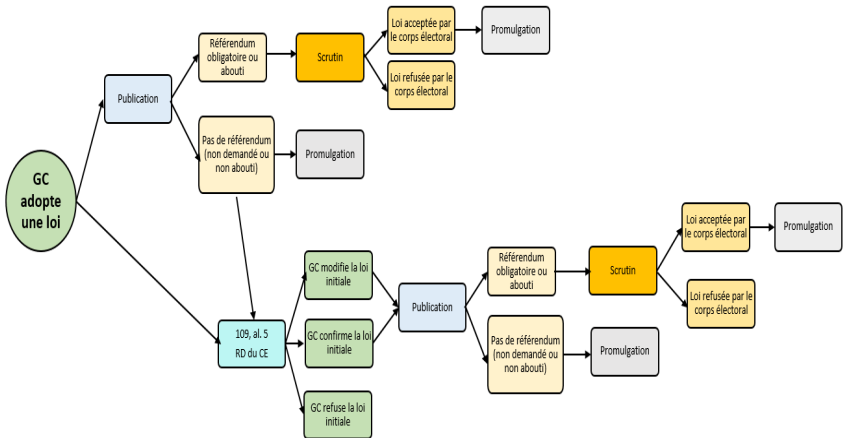 GC
adopte
une loi
Publication
Référendum
obligatoire ou
abouti
Scrutin
Loi acceptée par
le corps électoral
Promulgation
Loi refusée par le
corps électoral
Pas de référendum
(non demandé ou
non abouti)
Promulgation
109, al. 5
RD du CE
GC modifie la loi
initiale
GC confirme la loi
initiale
GC refuse la loi
initiale
Publication
Référendum
obligatoire ou
abouti
Scrutin
Loi acceptée par
le corps électoral
Promulgation
Loi refusée par le
corps électoral
Pas de référendum
(non demandé ou
non abouti)
Promulgation